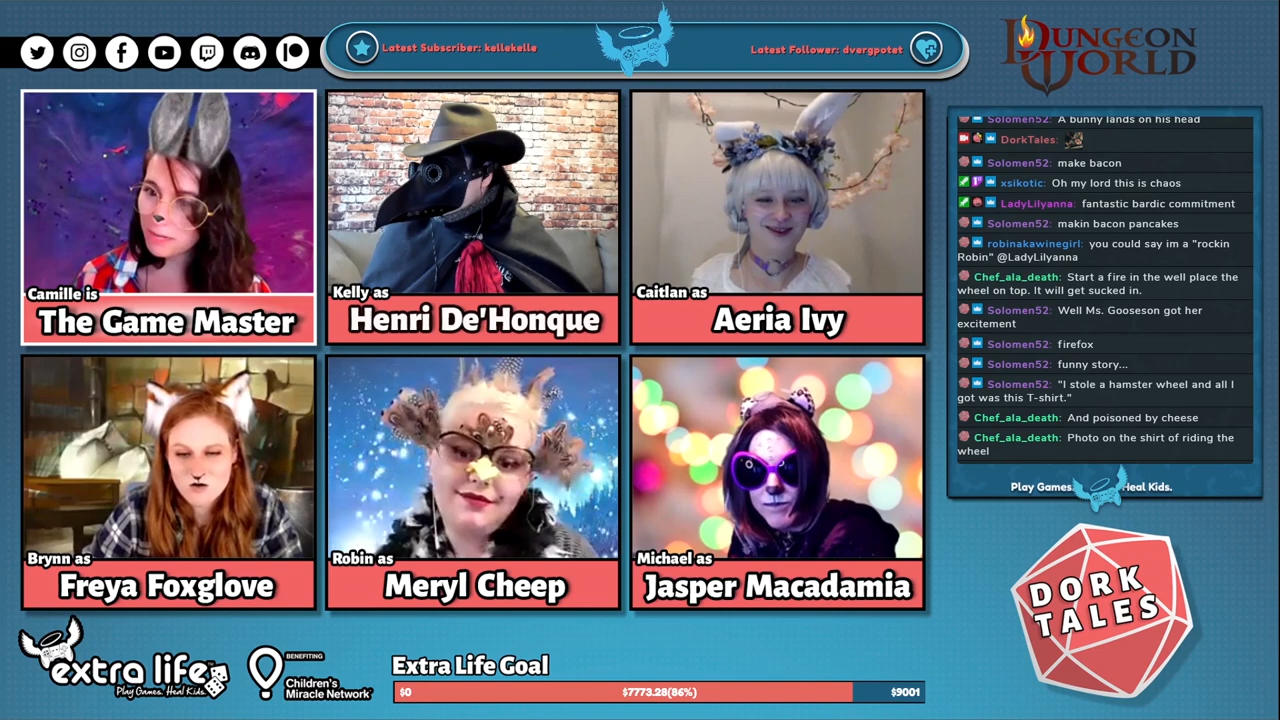 Latest Subscriber: kellekelle
Latest Follower: dvergpotet
DUNGEON
WORLD
Camille is
The Game Master
Kelly as
Henri De'Honque
Caitlan as
Aeria Ivy
Brynn as
Freya Foxglove
Robin as
Meryl Cheep
Michael as
Jasper Macadamia
Solomen52: A bunny lands on his head
DorkTales:
Solomen52: make bacon
xsikotic: Oh my lord this is chaos
LadyLilyanna: fantastic bardic commitment
Solomen52: makin bacon pancakes
robinakawinegirl: you could say im a "rockin
Robin" @LadyLilyanna
Chef_ala_death: Start a fire in the well place the
wheel on top. It will get sucked in.
Solomen52: Well Ms. Gooseson got her
excitement
Solomen52: firefox
Solomen52: funny story...
Solomen52: "I stole a hamster wheel and all I
got was this T-shirt."
Chef_ala_death: And poisoned by cheese
Chef_ala_death: Photo on the shirt of riding the
wheel
Play Games. Heal Kids.
DORK
TALES
extra life
Play Games. Heal Kids.
BENEFITING
Children's
Miracle Network
Extra Life Goal
$0 $7773.28(86%) $9001